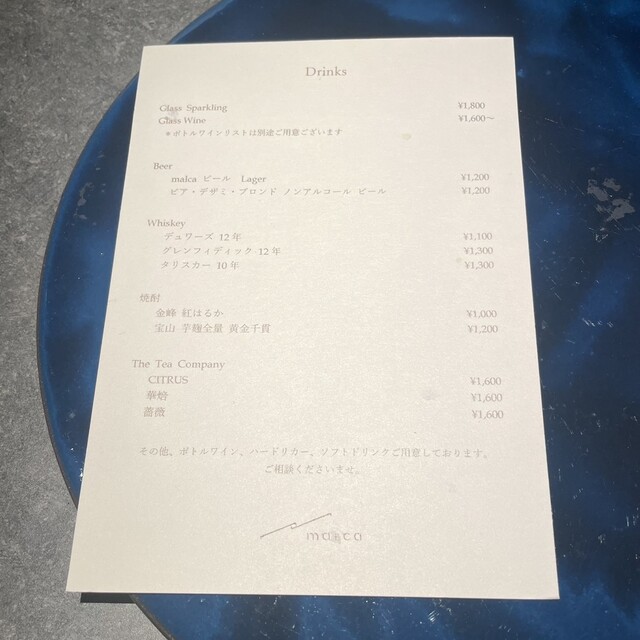 Drinks
Glass Sparkling ¥1,800
Glass Wine ¥1,600～
※ボトルワインリストは別途ご用意ございます
Beer
malca ビール Lager ¥1,200
ビア・デザミ・ブロンド ノンアルコール ビール ¥1,200
Whiskey
デュワーズ 12年 ¥1,100
グレンフィディック 12年 ¥1,300
タリスカー 10年 ¥1,300
焼酎
金峰 紅はるか ¥1,000
宝山 芋麹全量 黄金千貫 ¥1,200
The Tea Company
CITRUS ¥1,600
華焙 ¥1,600
薔薇 ¥1,600
その他、ボトルワイン、ハードリカー、ソフトドリンクご用意しております。
ご相談くださいませ。
malca